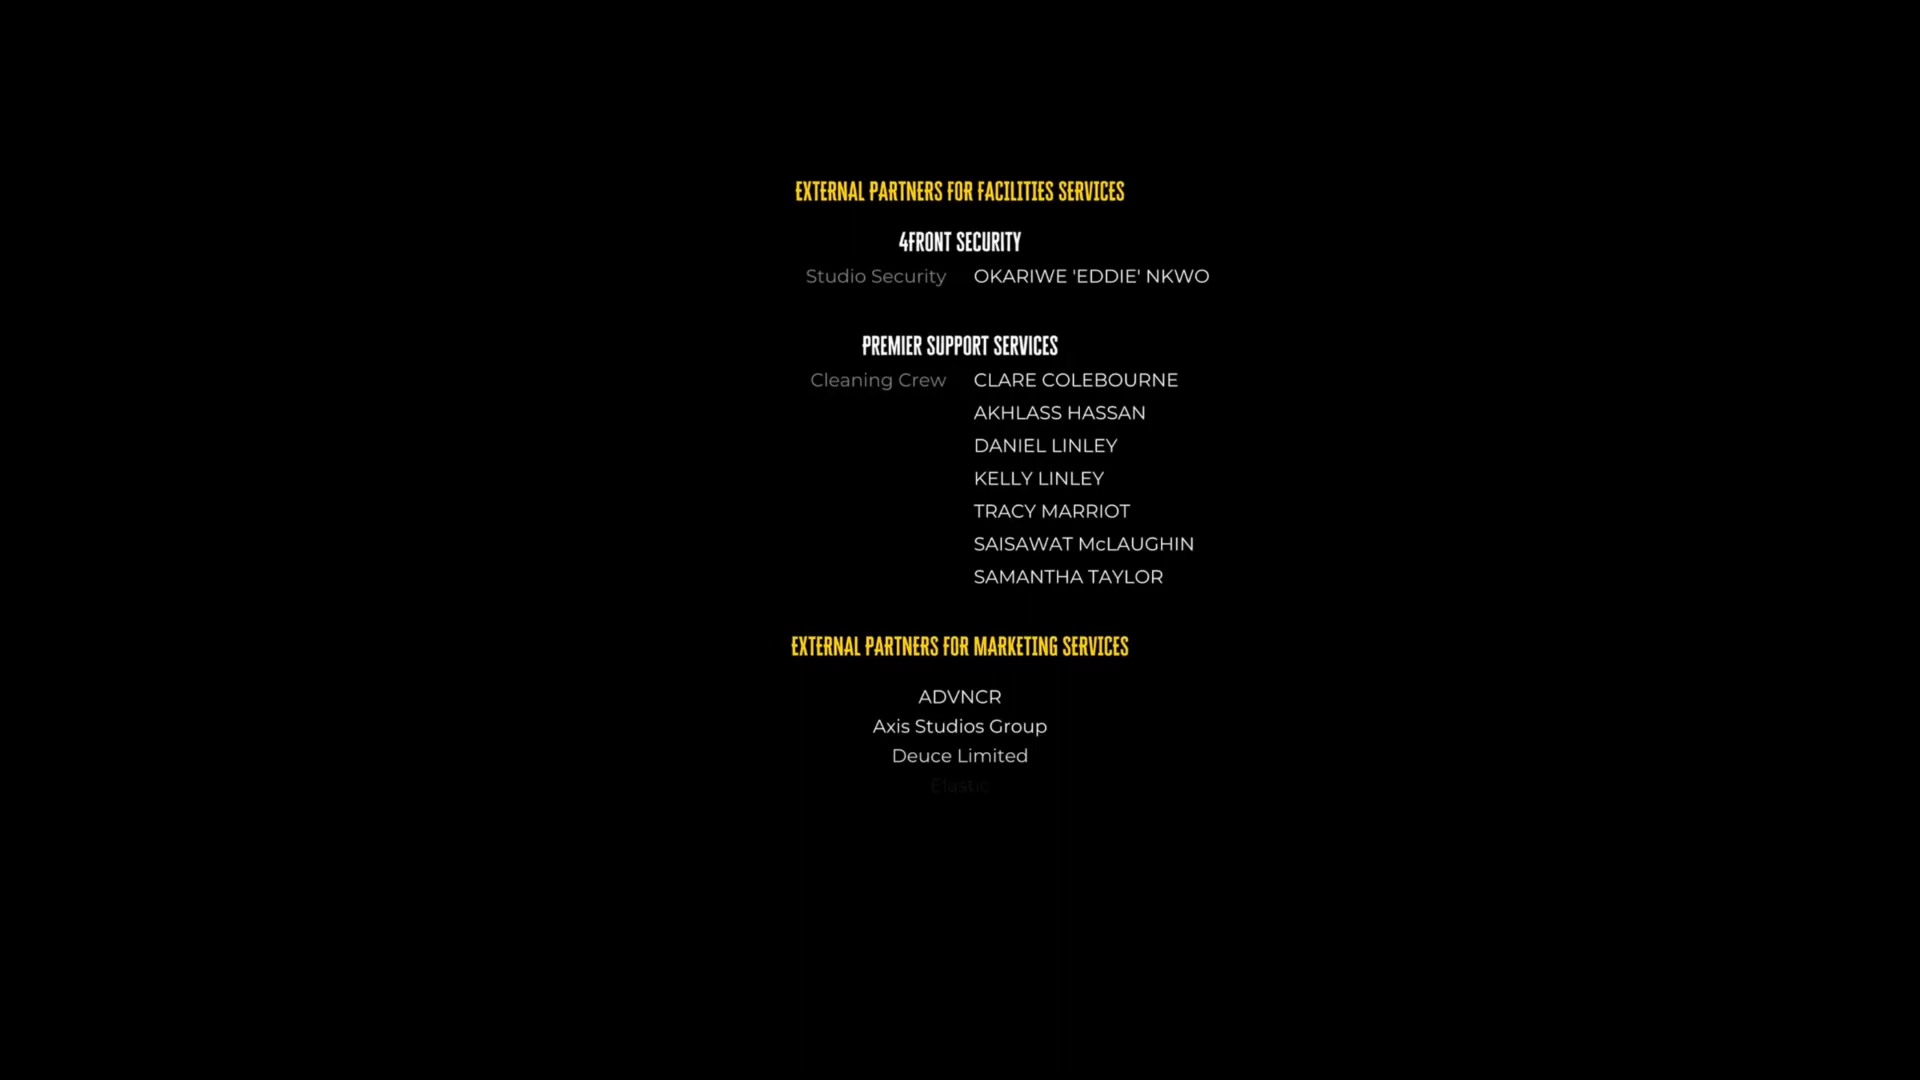 EXTERNAL PARTNERS FOR FACILITIES SERVICES
4FRONT SECURITY
Studio Security OKARIWE 'EDDIE' NKWO
PREMIER SUPPORT SERVICES
Cleaning Crew CLARE COLEBOURNE
AKHLASS HASSAN
DANIEL LINLEY
KELLY LINLEY
TRACY MARRIOT
SAISAWAT McLAUGHIN
SAMANTHA TAYLOR
EXTERNAL PARTNERS FOR MARKETING SERVICES
ADVNCR
Axis Studios Group
Deuce Limited
Elastic